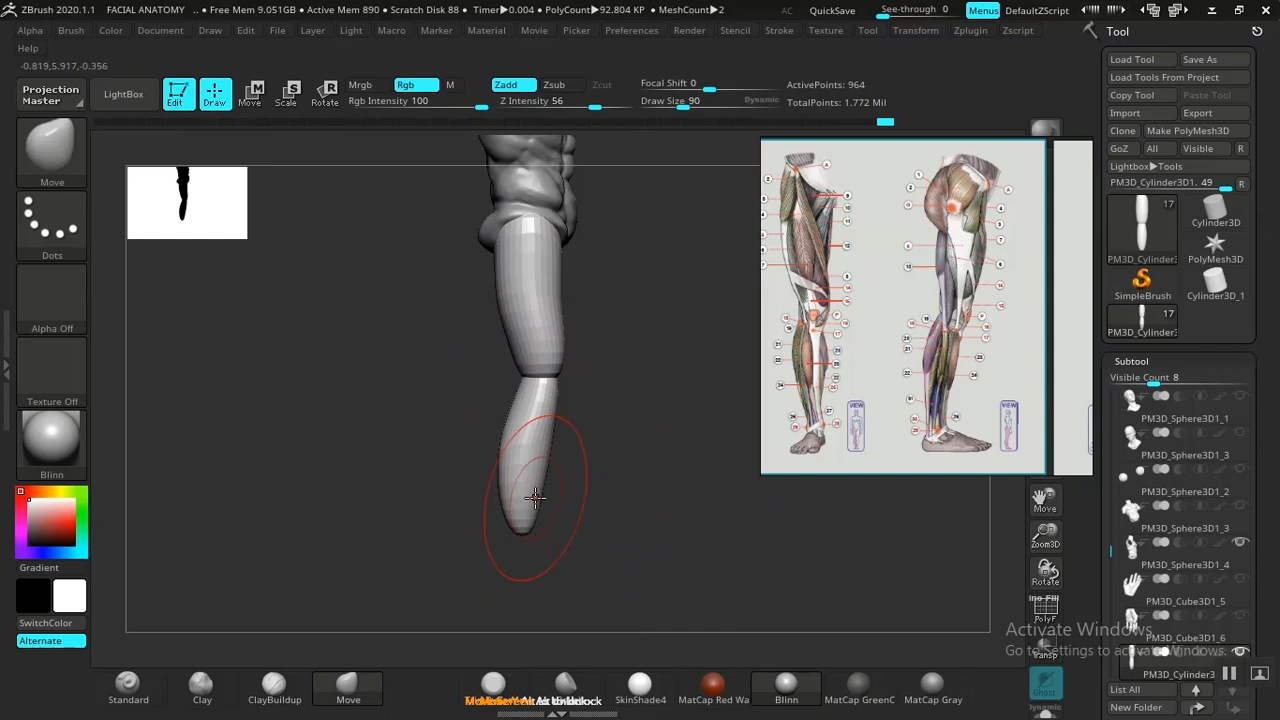 ZBrush 2020.1.1 FACIAL ANATOMY .. • Free Mem 9.051GB • Active Mem 890 • Scratch Disk 88 • Timer▶0.004 • PolyCount▶92.804 KP • MeshCount▶2 AC QuickSave See-through 0 Menus DefaultZScript
Alpha Brush Color Document Draw Edit File Layer Light Macro Marker Material Movie Picker Preferences Render Stencil Stroke Texture Tool Transform Zplugin Zscript
Help
-0.819,5.917,-0.356
Projection Master
LightBox
Edit Draw Move Scale Rotate
Mrgb Rgb M
Rgb Intensity 100
Zadd Zsub Zcut
Z Intensity 56
Focal Shift 0
Draw Size 90 Dynamic
ActivePoints: 964
TotalPoints: 1.772 Mil
Move
Dots
Alpha Off
Texture Off
Blinn
Gradient
SwitchColor
Alternate
VIEW
VIEW
Move
Zoom3D
Rotate
PolyF
Transp
Ghost
Dynamic
Tool
Load Tool Save As
Load Tools From Project
Copy Tool Paste Tool
Import Export
Clone Make PolyMesh3D
GoZ All Visible R
Lightbox▶Tools
PM3D_Cylinder3D1. 49 R
17
PM3D_Cylinder3
Cylinder3D
PolyMesh3D
SimpleBrush
Cylinder3D_1
17
PM3D_Cylinder3
Subtool
Visible Count 8
PM3D_Sphere3D1_1
PM3D_Sphere3D1_3
PM3D_Sphere3D1_2
PM3D_Sphere3D1_3
PM3D_Sphere3D1_4
PM3D_Cube3D1_5
PM3D_Cube3D1_6
PM3D_Cylinder3
List All
New Folder
Activate Windows
Go to Settings to activate Windows.
Standard Clay ClayBuildup Move SkinShade4 MatCap Red Wa Blinn MatCap GreenC MatCap Gray